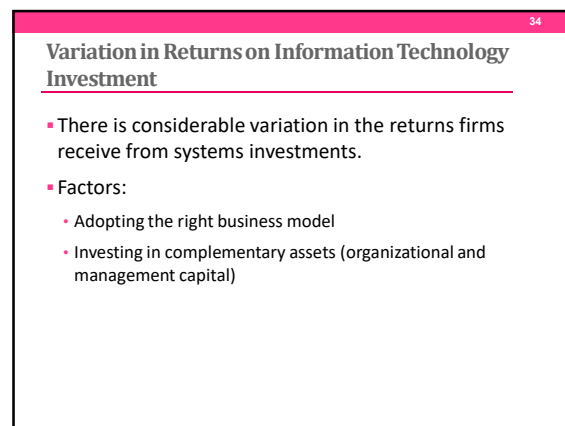 34
Variation in Returns on Information Technology
Investment
▪ There is considerable variation in the returns firms
receive from systems investments.
▪ Factors:
• Adopting the right business model
• Investing in complementary assets (organizational and
management capital)